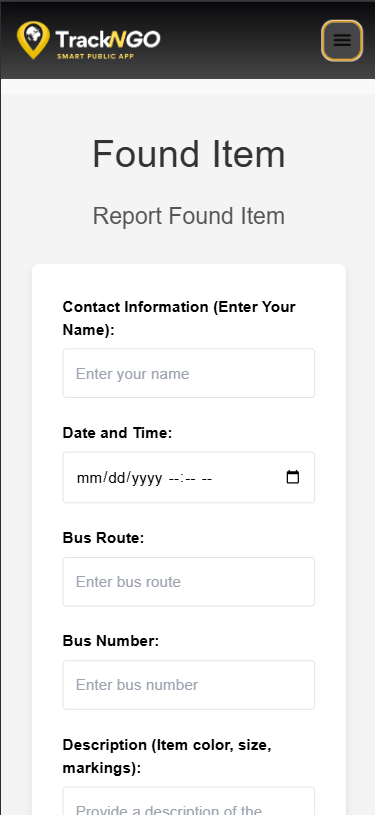 TrackNGO
SMART PUBLIC APP
Found Item
Report Found Item
Contact Information (Enter Your
Name):
Enter your name
Date and Time:
mm/dd/yyyy --:-- --
Bus Route:
Enter bus route
Bus Number:
Enter bus number
Description (Item color, size,
markings):
Provide a description of the